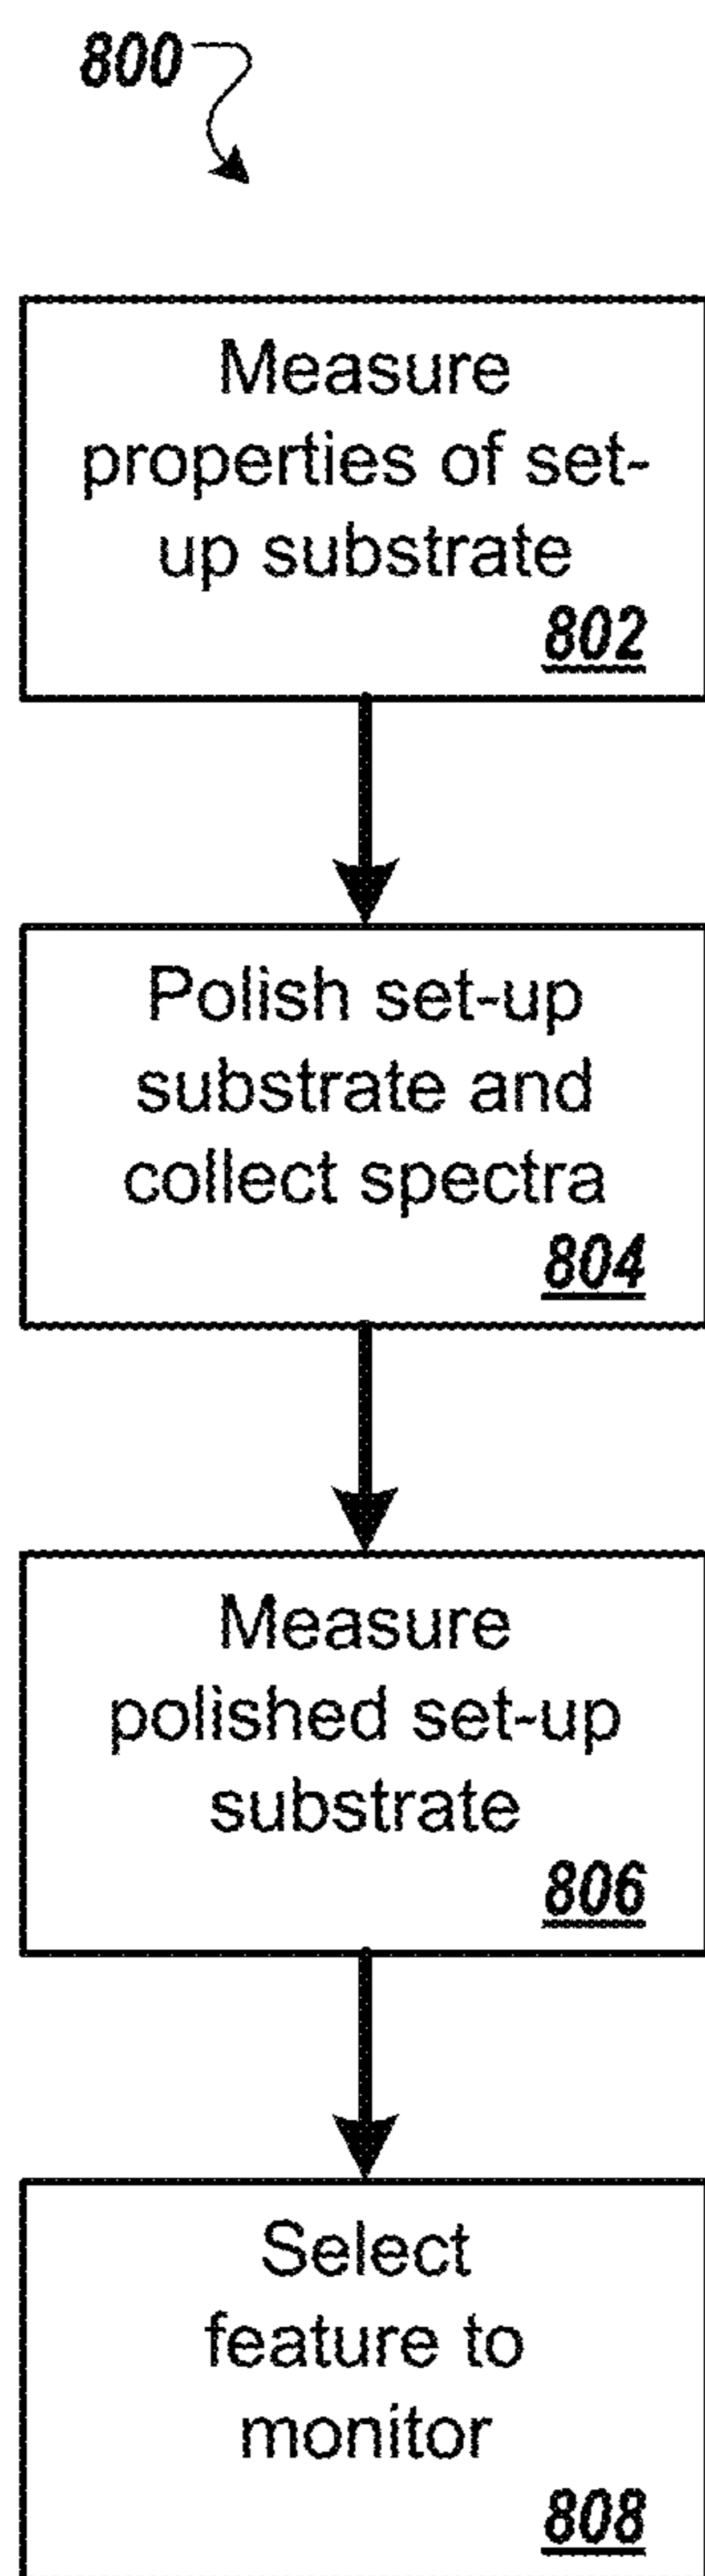 800
Measure
properties of set-
up substrate
802
Polish set-up
substrate and
collect spectra
804
Measure
polished set-up
substrate
806
Select
feature to
monitor
808